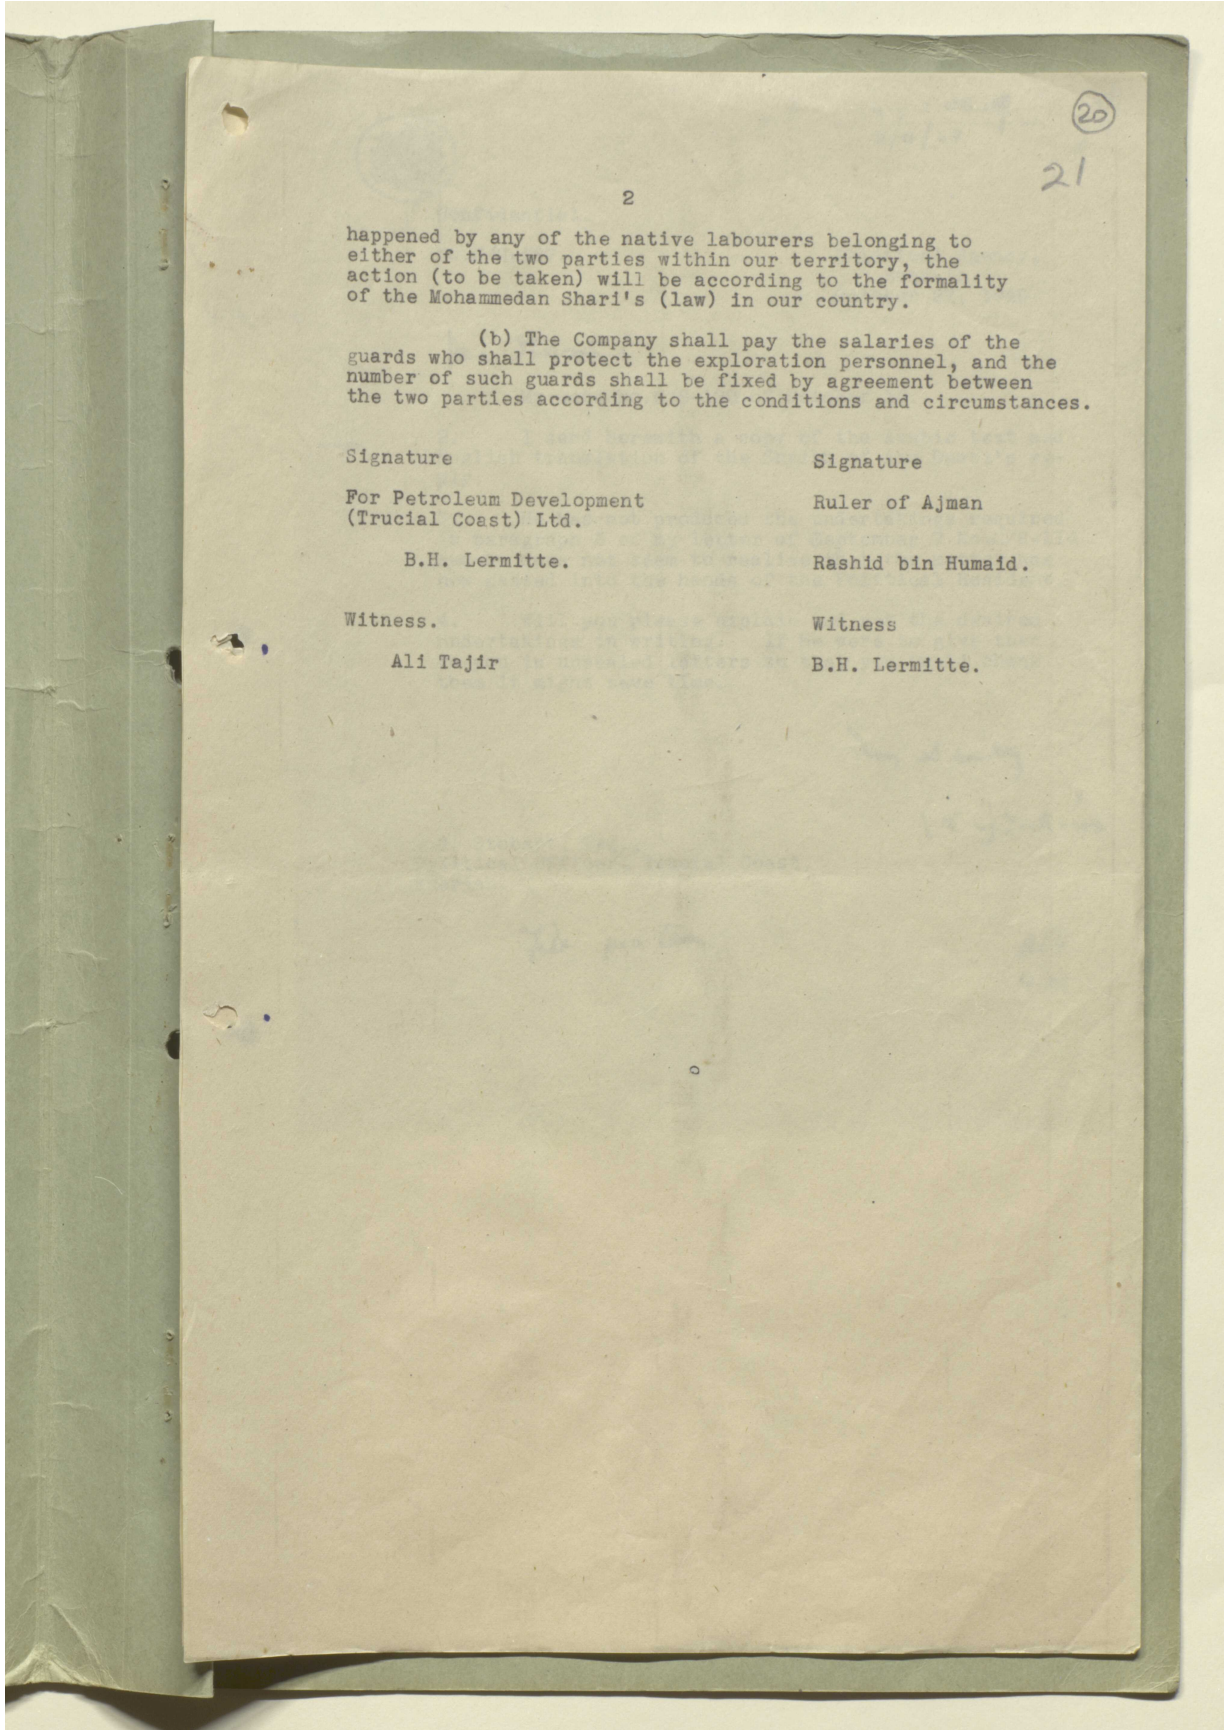 20
21
2
happened by any of the native labourers belonging to
either of the two parties within our territory, the
action (to be taken) will be according to the formality
of the Mohammedan Shari's (law) in our country.
(b) The Company shall pay the salaries of the
guards who shall protect the exploration personnel, and the
number of such guards shall be fixed by agreement between
the two parties according to the conditions and circumstances.
Signature
For Petroleum Development
(Trucial Coast) Ltd.
B.H. Lermitte.
Witness.
Ali Tajir
Signature
Ruler of Ajman
Rashid bin Humaid.
Witness
B.H. Lermitte.